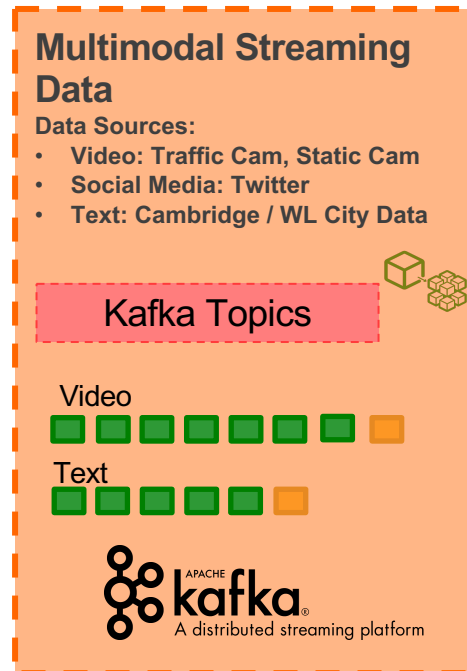 Multimodal Streaming
Data
Data Sources:
• Video: Traffic Cam, Static Cam
• Social Media: Twitter
• Text: Cambridge / WL City Data
Kafka Topics
Video
Text
APACHE
kafka®
A distributed streaming platform